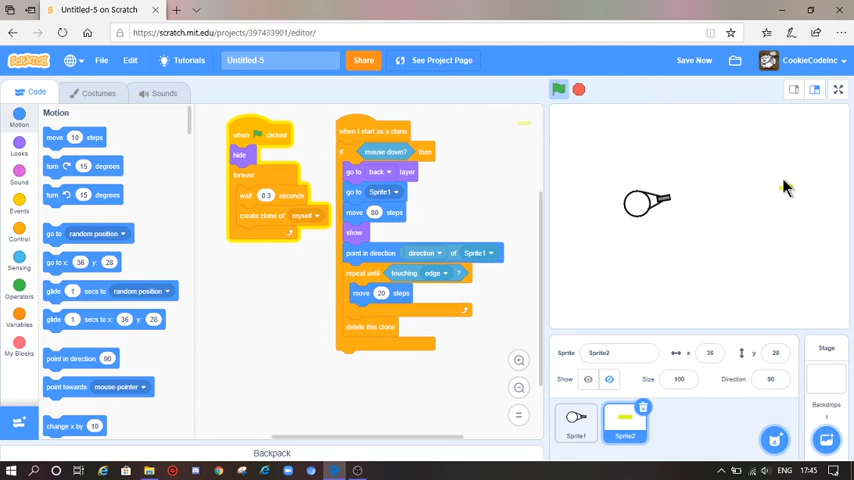 Untitled-5 on Scratch
https://scratch.mit.edu/projects/397433901/editor/
SCRATCH File Edit Tutorials Untitled-5 Share See Project Page Save Now CookieCodeInc
Code Costumes Sounds
Motion
Looks
Sound
Events
Control
Sensing
Operators
Variables
My Blocks
Motion
move 10 steps
turn 15 degrees
turn 15 degrees
go to random position
go to x: 36 y: 28
glide 1 secs to random position
glide 1 secs to x: 36 y: 28
point in direction 90
point towards mouse-pointer
change x by 10
when clicked
hide
forever
wait 0.3 seconds
create clone of myself
when I start as a clone
if mouse down? then
go to back layer
go to Sprite1
move 80 steps
show
point in direction direction of Sprite1
repeat until touching edge ?
move 20 steps
delete this clone
Backpack
Sprite Sprite2 x 36 y 28
Show Size 100 Direction 90
Sprite1
Sprite2
Stage
Backdrops
1
ENG 17:45